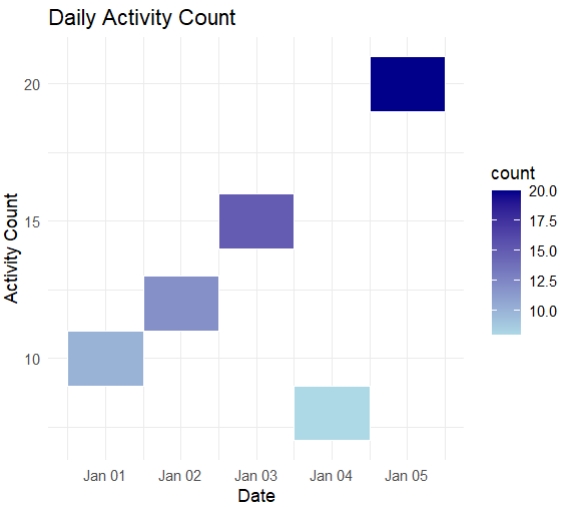 Daily Activity Count
Activity Count
20
15
10
Jan 01 Jan 02 Jan 03 Jan 04 Jan 05
Date
count
20.0
17.5
15.0
12.5
10.0